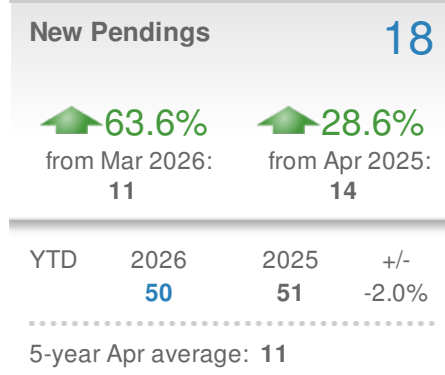 New Pendings 18
63.6% 28.6%
from Mar 2026: from Apr 2025:
11 14
YTD 2026 2025 +/-
50 51 -2.0%
5-year Apr average: 11